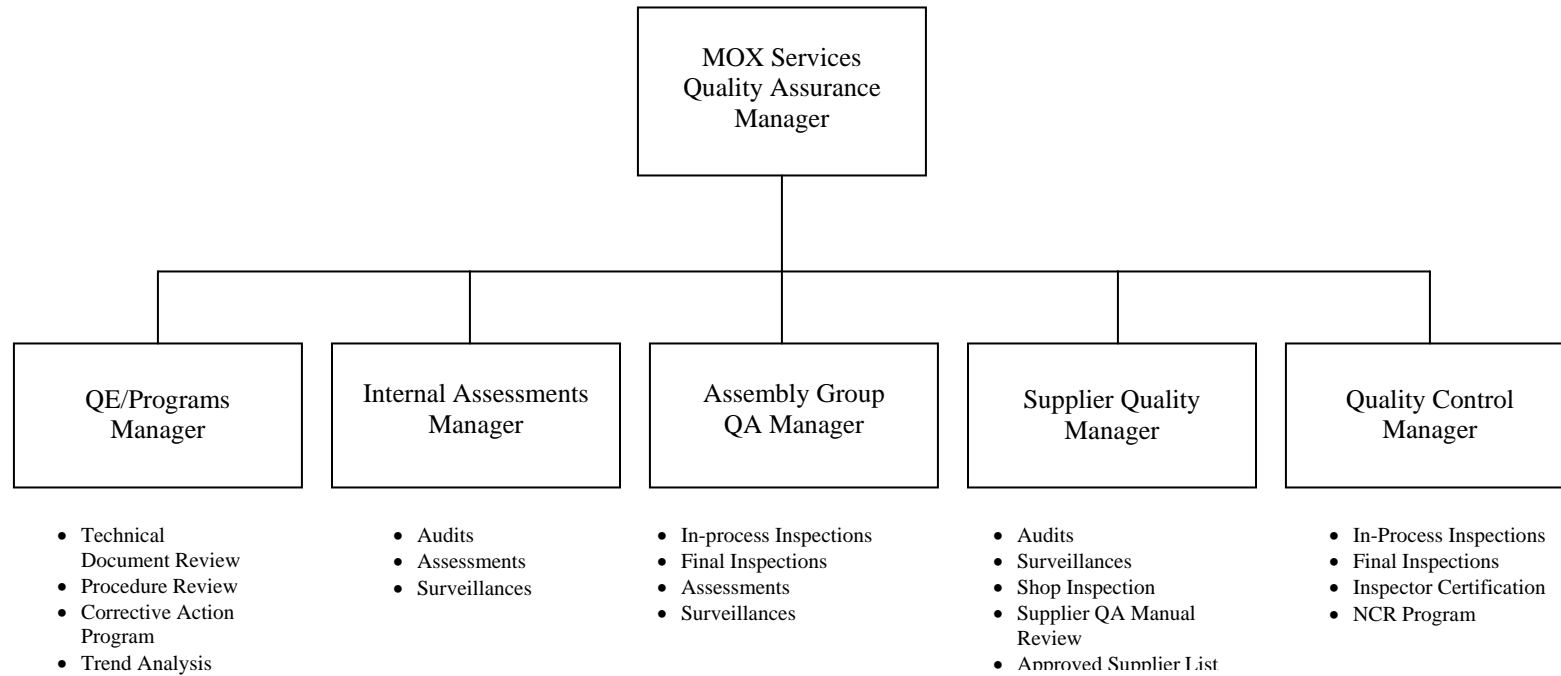 MOX Services
Quality Assurance
Manager
QE/Programs
Manager
Internal Assessments
Manager
Assembly Group
QA Manager
Supplier Quality
Manager
Quality Control
Manager
• Technical
Document Review
• Procedure Review
• Corrective Action
Program
• Trend Analysis
• Audits
• Assessments
• Surveillances
• In-process Inspections
• Final Inspections
• Assessments
• Surveillances
• Audits
• Surveillances
• Shop Inspection
• Supplier QA Manual
Review
• Approved Supplier List
• In-Process Inspections
• Final Inspections
• Inspector Certification
• NCR Program